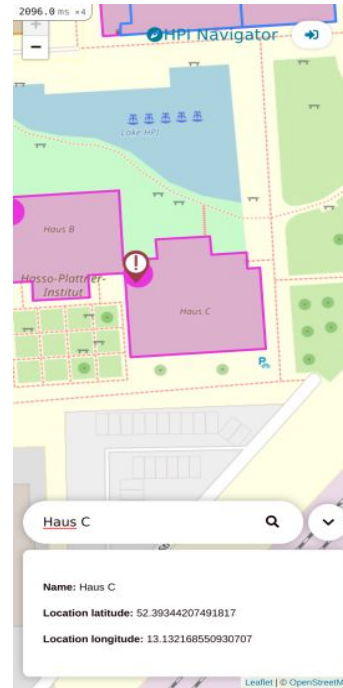 2096.0 ms ×4
HPI Navigator
+
−
Lake HPI
Haus B
Hasso-Plattner-
Institut
Haus C
Haus C
Name: Haus C
Location latitude: 52.39344207491817
Location longitude: 13.132168550930707
Leaflet | © OpenStreetM